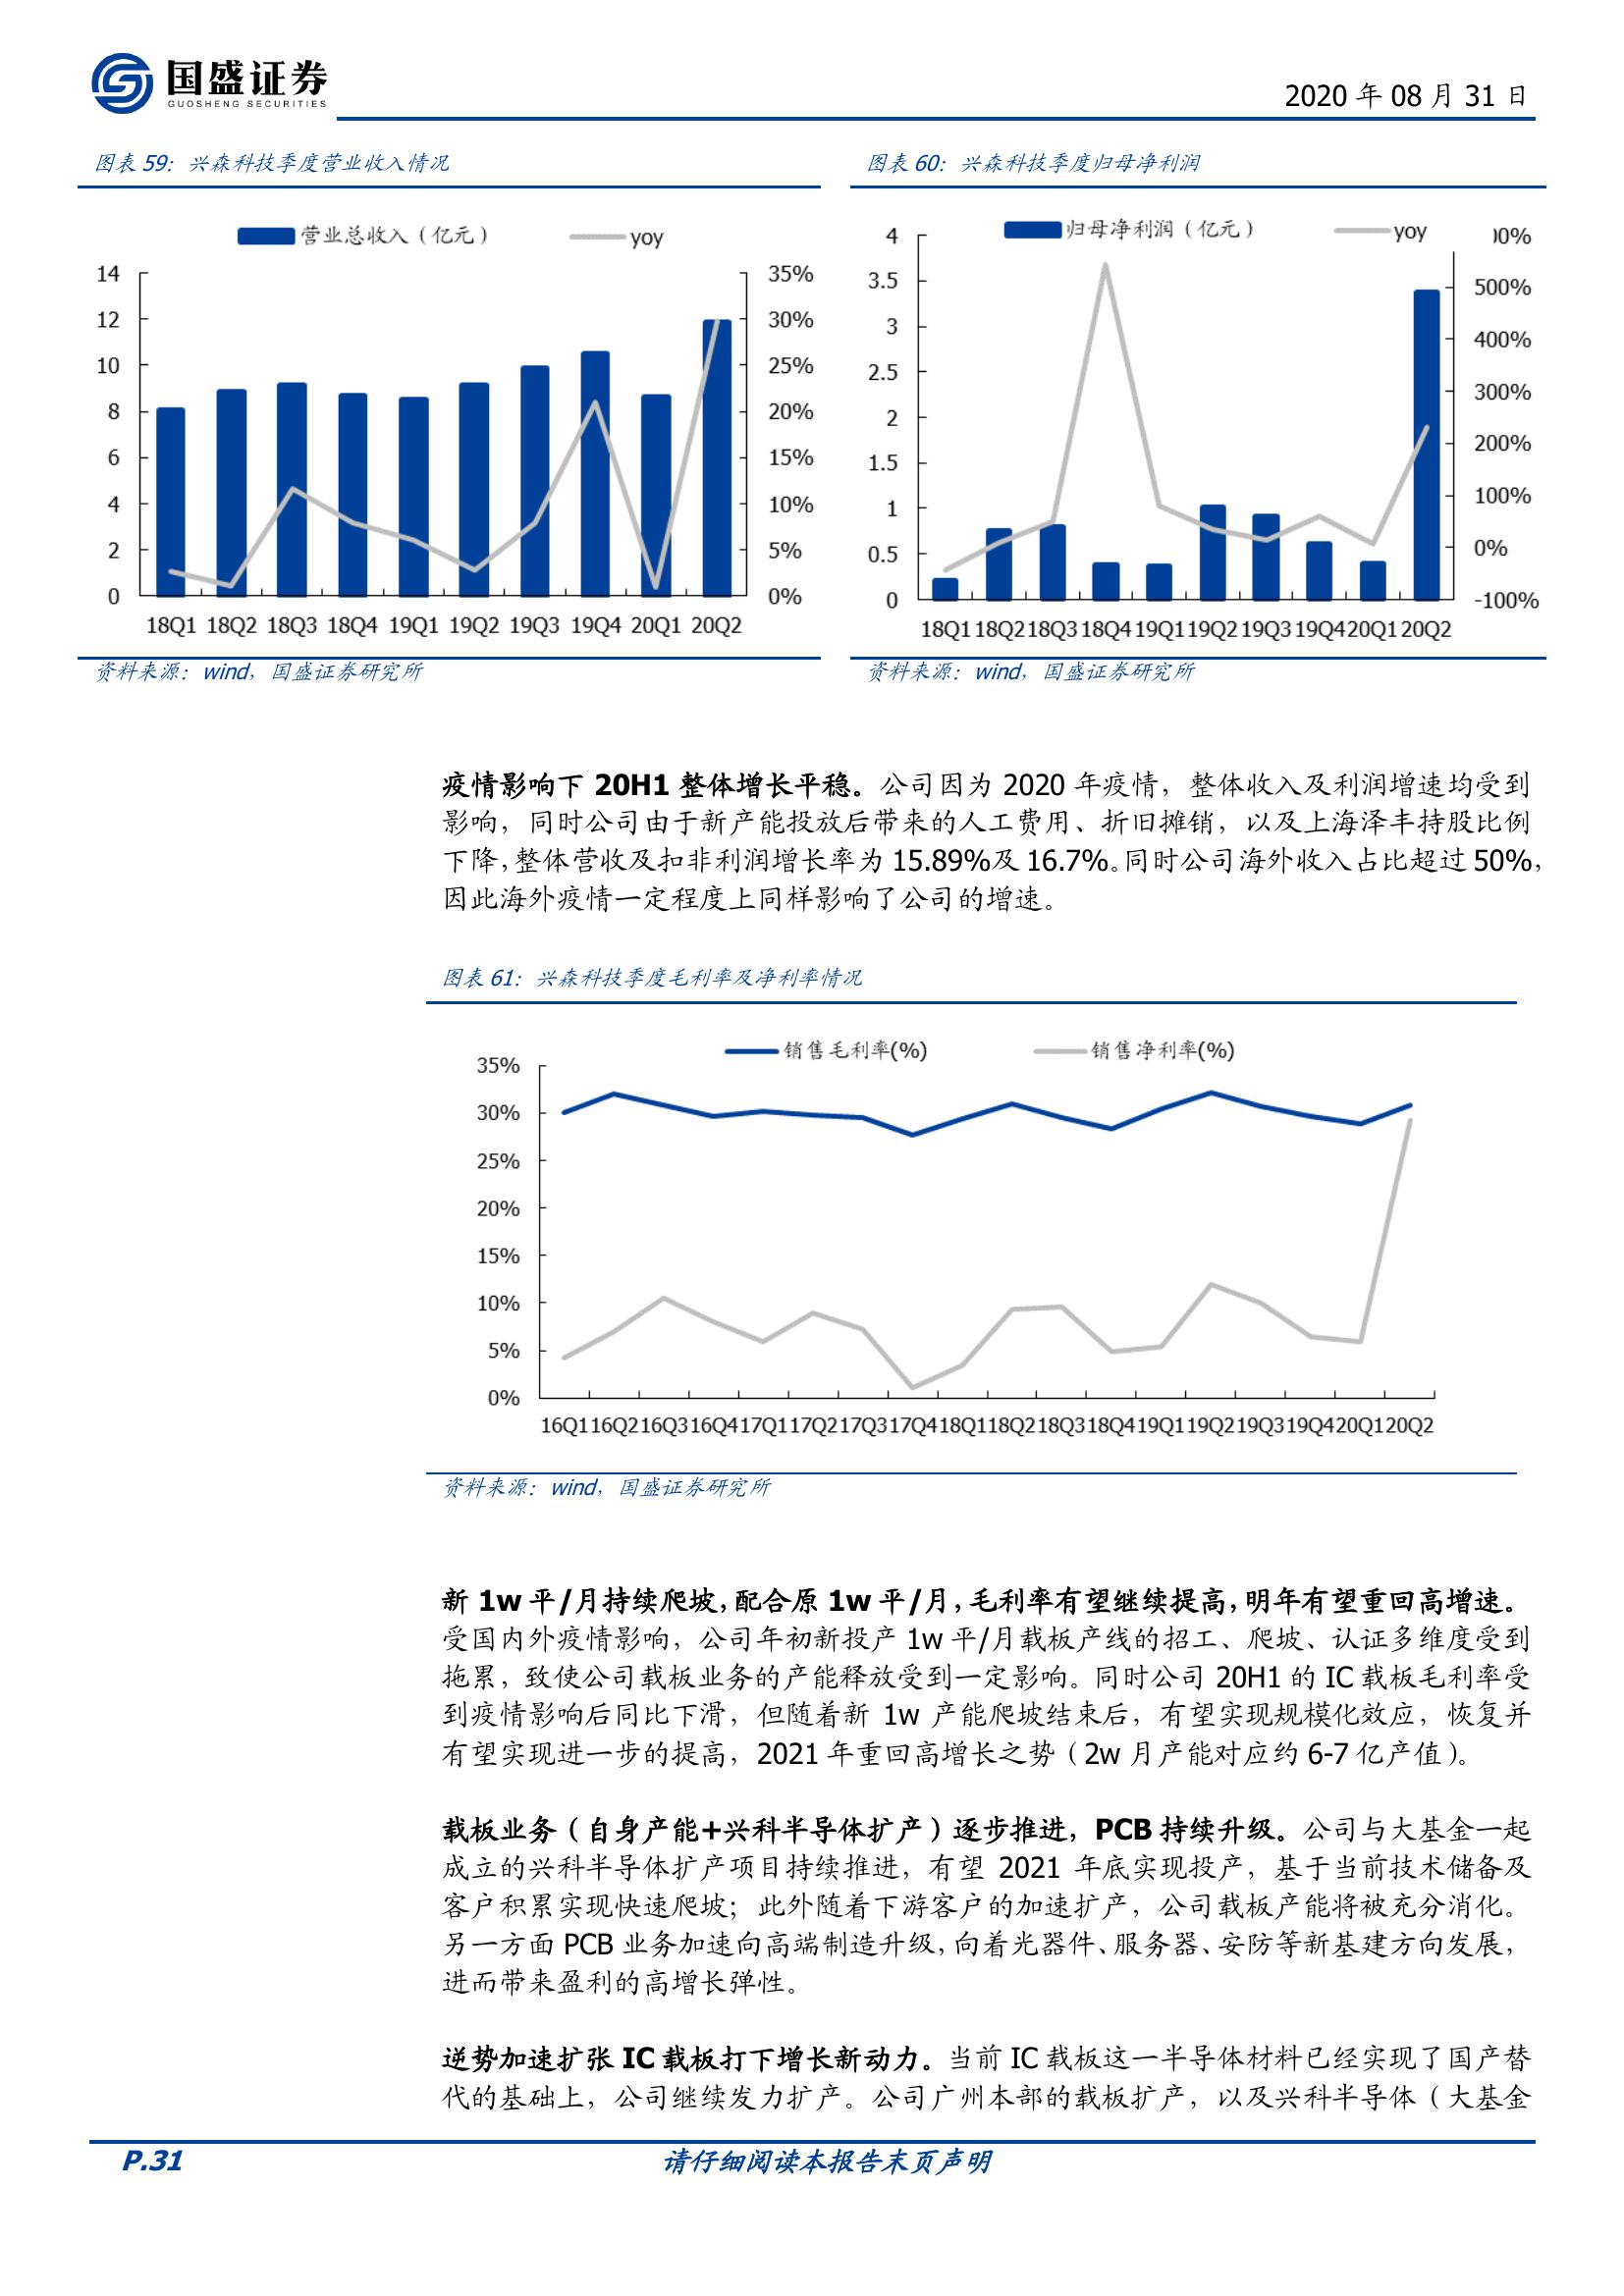 国盛证券
GUOSHENG SECURITIES
2020 年 08 月 31 日
图表 59：兴森科技季度营业收入情况
营业总收入（亿元） yoy
14 35%
12 30%
10 25%
8 20%
6 15%
4 10%
2 5%
0 0%
18Q1 18Q2 18Q3 18Q4 19Q1 19Q2 19Q3 19Q4 20Q1 20Q2
资料来源：wind，国盛证券研究所
图表 60：兴森科技季度归母净利润
归母净利润（亿元） yoy
4 00%
3.5 500%
3 400%
2.5 300%
2 200%
1.5 100%
1 0%
0.5 -100%
0
18Q1 18Q2 18Q3 18Q4 19Q1 19Q2 19Q3 19Q4 20Q1 20Q2
资料来源：wind，国盛证券研究所
疫情影响下 20H1 整体增长平稳。公司因为 2020 年疫情，整体收入及利润增速均受到
影响，同时公司由于新产能投放后带来的人工费用、折旧摊销，以及上海泽丰持股比例
下降，整体营收及扣非利润增长率为 15.89%及 16.7%。同时公司海外收入占比超过 50%，
因此海外疫情一定程度上同样影响了公司的增速。
图表 61：兴森科技季度毛利率及净利率情况
销售毛利率(%) 销售净利率(%)
35%
30%
25%
20%
15%
10%
5%
0%
16Q1 16Q2 16Q3 16Q4 17Q1 17Q2 17Q3 17Q4 18Q1 18Q2 18Q3 18Q4 19Q1 19Q2 19Q3 19Q4 20Q1 20Q2
资料来源：wind，国盛证券研究所
新 1w 平/月持续爬坡，配合原 1w 平/月，毛利率有望继续提高，明年有望重回高增速。
受国内外疫情影响，公司年初新投产 1w 平/月载板产线的招工、爬坡、认证多维度受到
拖累，致使公司载板业务的产能释放受到一定影响。同时公司 20H1 的 IC 载板毛利率受
到疫情影响后同比下滑，但随着新 1w 产能爬坡结束后，有望实现规模化效应，恢复并
有望实现进一步的提高，2021 年重回高增长之势（2w 月产能对应约 6-7 亿产值）。
载板业务（自身产能+兴科半导体扩产）逐步推进，PCB 持续升级。公司与大基金一起
成立的兴科半导体扩产项目持续推进，有望 2021 年底实现投产，基于当前技术储备及
客户积累实现快速爬坡；此外随着下游客户的加速扩产，公司载板产能将被充分消化。
另一方面 PCB 业务加速向高端制造升级，向着光器件、服务器、安防等新基建方向发展，
进而带来盈利的高增长弹性。
逆势加速扩张 IC 载板打下增长新动力。当前 IC 载板这一半导体材料已经实现了国产替
代的基础上，公司继续发力扩产。公司广州本部的载板扩产，以及兴科半导体（大基金
P.31 请仔细阅读本报告末页声明